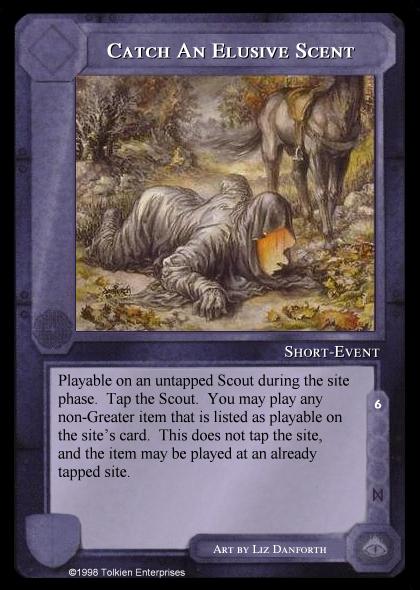 Catch An Elusive Scent
Short-Event
Playable on an untapped Scout during the site
phase. Tap the Scout. You may play any
non-Greater item that is listed as playable on
the site's card. This does not tap the site,
and the item may be played at an already
tapped site.
6
Art by Liz Danforth
©1998 Tolkien Enterprises